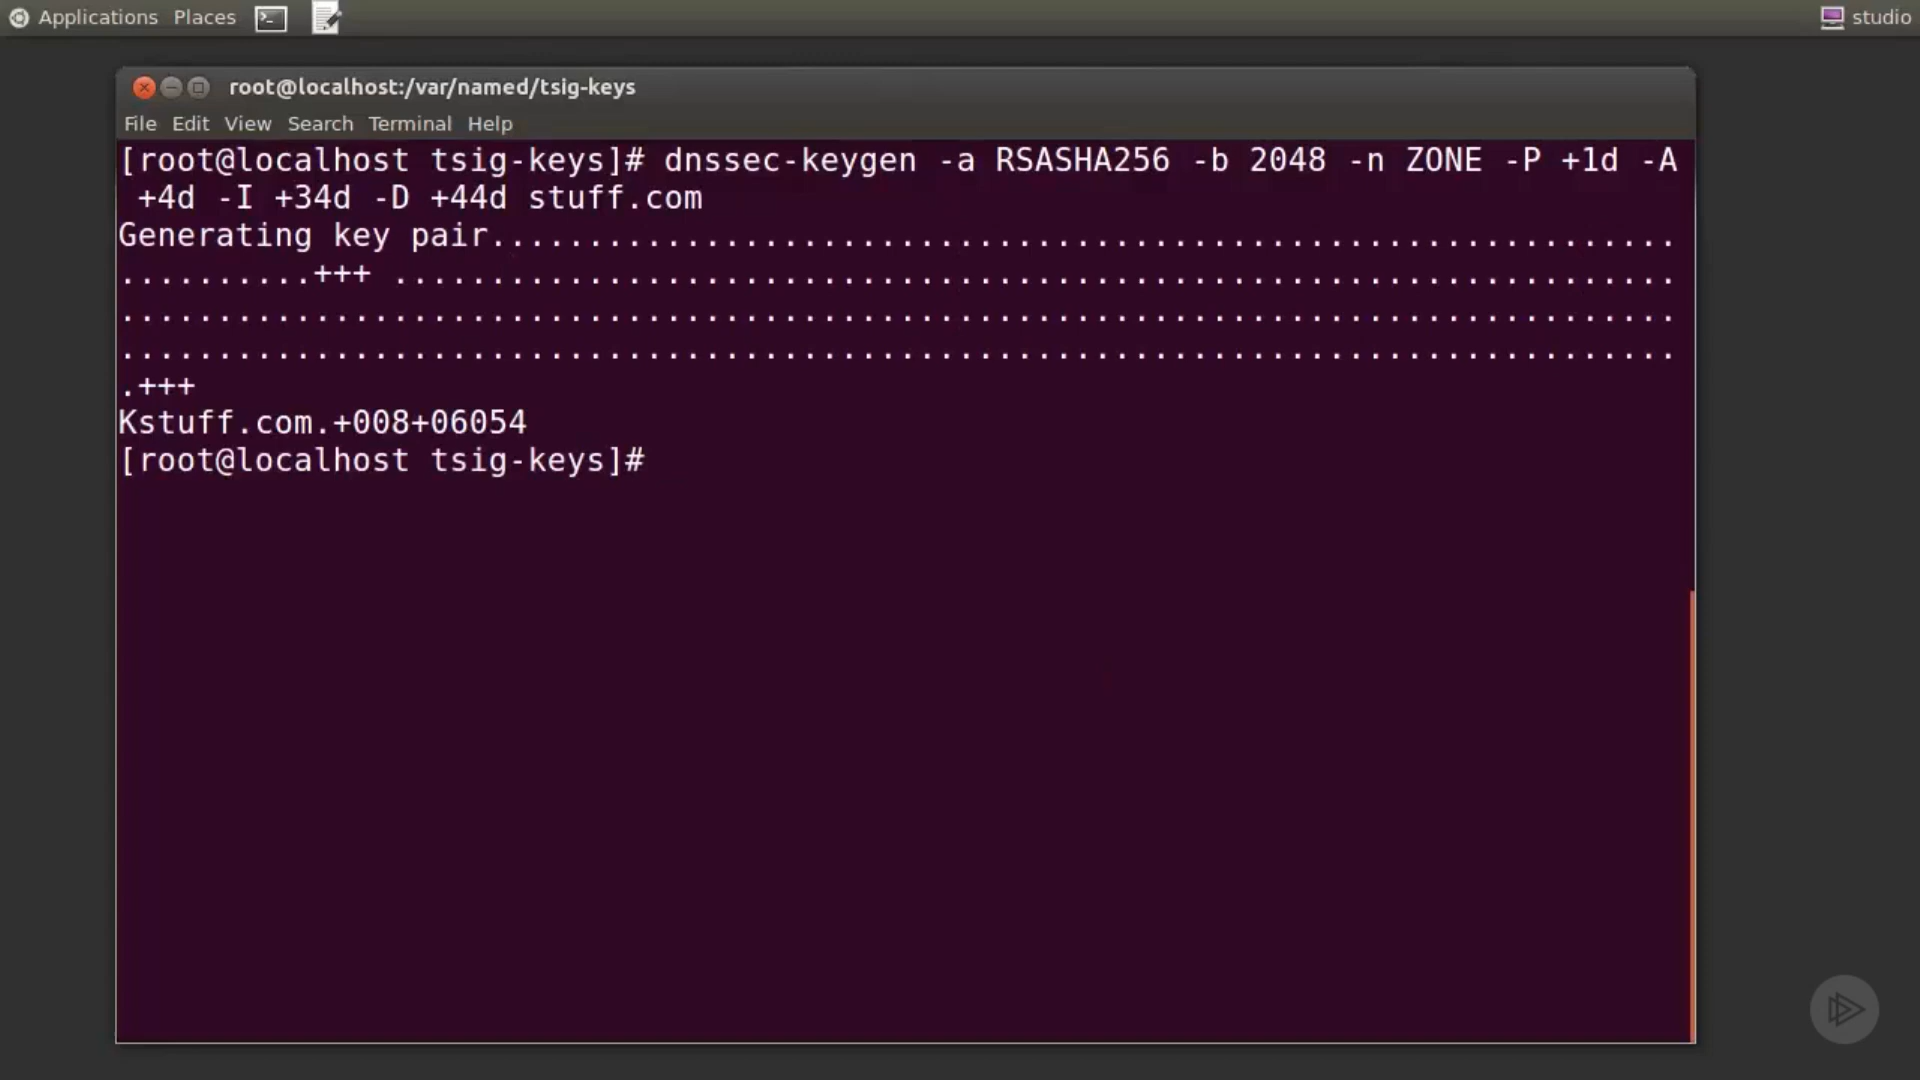 Applications Places studio
root@localhost:/var/named/tsig-keys
File Edit View Search Terminal Help
[root@localhost tsig-keys]# dnssec-keygen -a RSASHA256 -b 2048 -n ZONE -P +1d -A
+4d -I +34d -D +44d stuff.com
Generating key pair.............................................................
..........+++ ..................................................................
................................................................................
................................................................................
.+++
Kstuff.com.+008+06054
[root@localhost tsig-keys]#